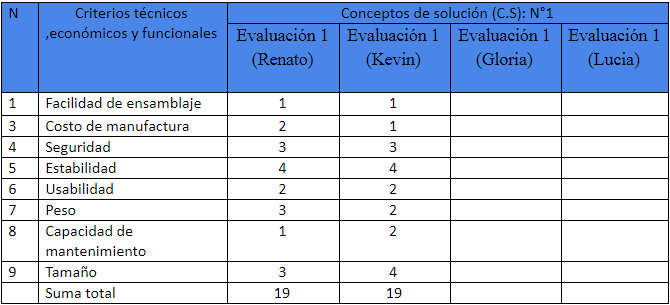 N Criterios técnicos Conceptos de solución (C.S): N°1
,económicos y funcionales Evaluación 1 Evaluación 1 Evaluación 1 Evaluación 1
(Renato) (Kevin) (Gloria) (Lucia)
1 Facilidad de ensamblaje 1 1
3 Costo de manufactura 2 1
4 Seguridad 3 3
5 Estabilidad 4 4
6 Usabilidad 2 2
7 Peso 3 2
8 Capacidad de 1 2
mantenimiento
9 Tamaño 3 4
Suma total 19 19